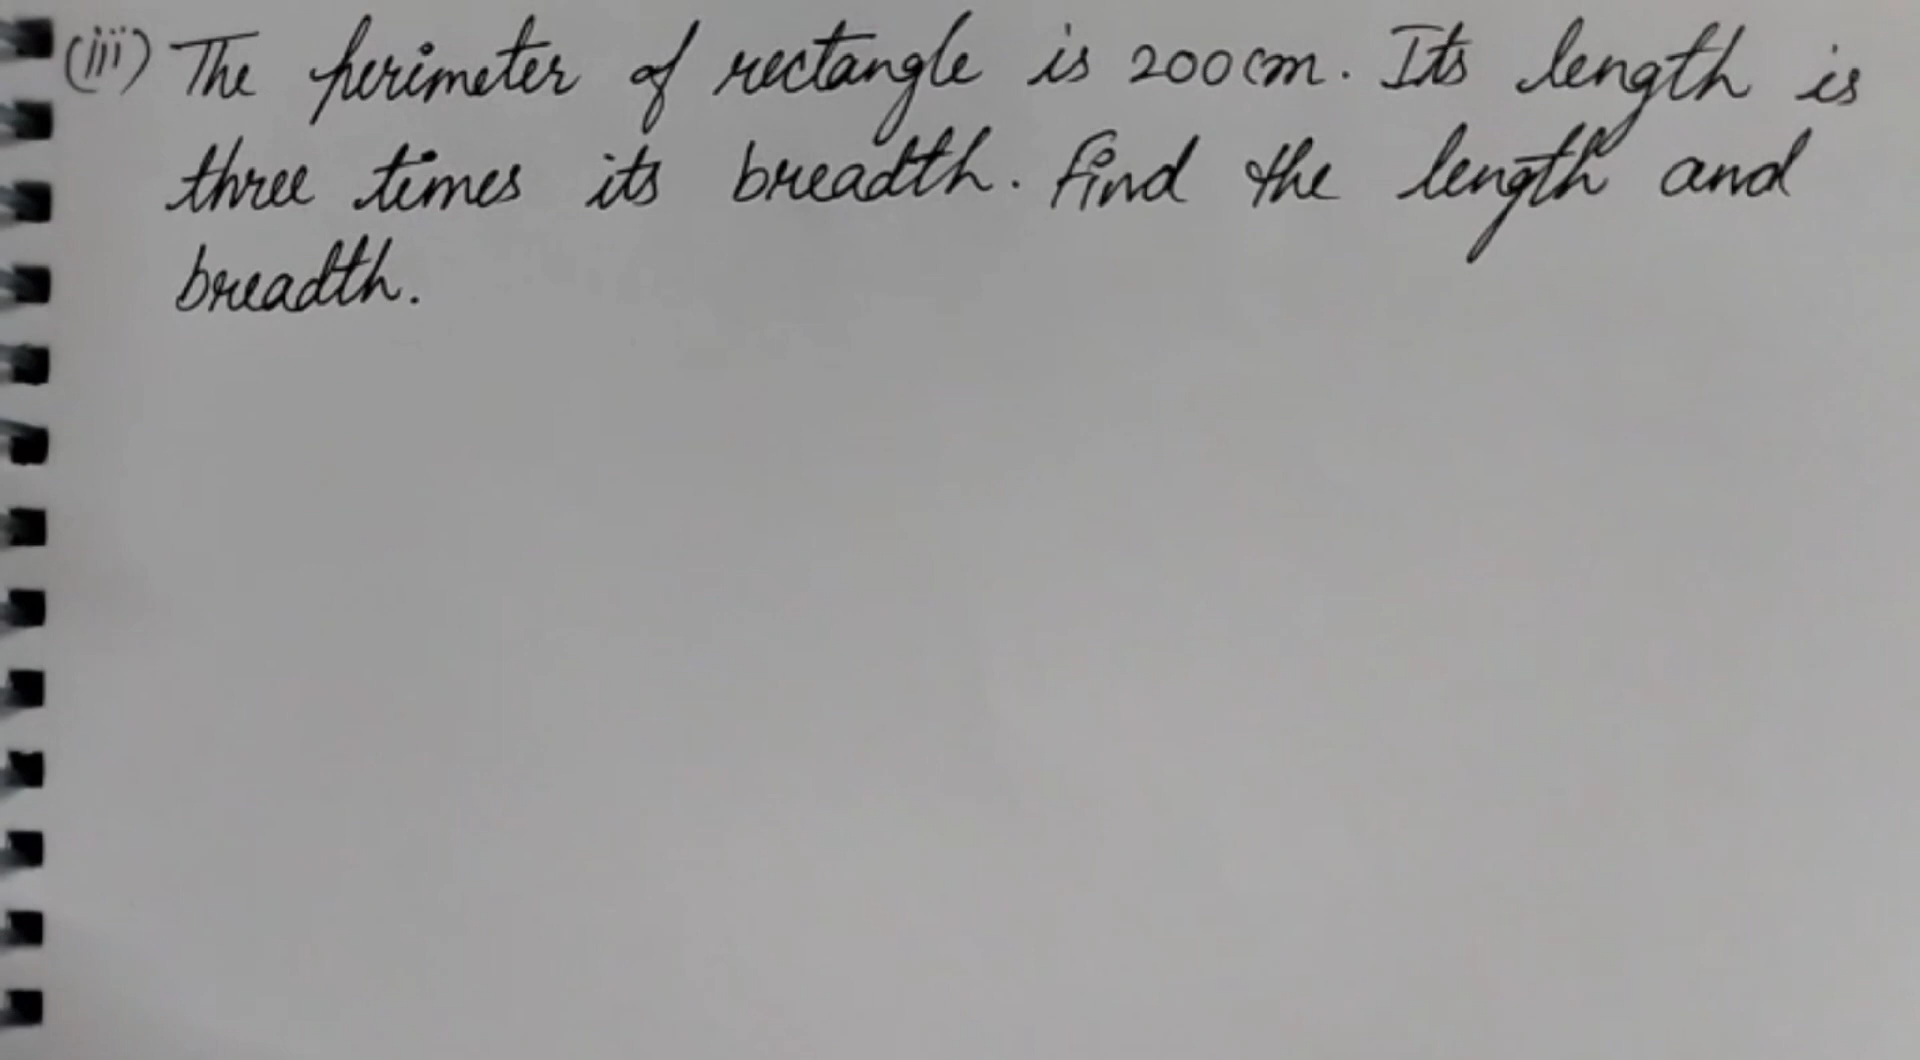 (iii) The perimeter of rectangle is 200cm. Its length is
three times its breadth. find the length and
breadth.